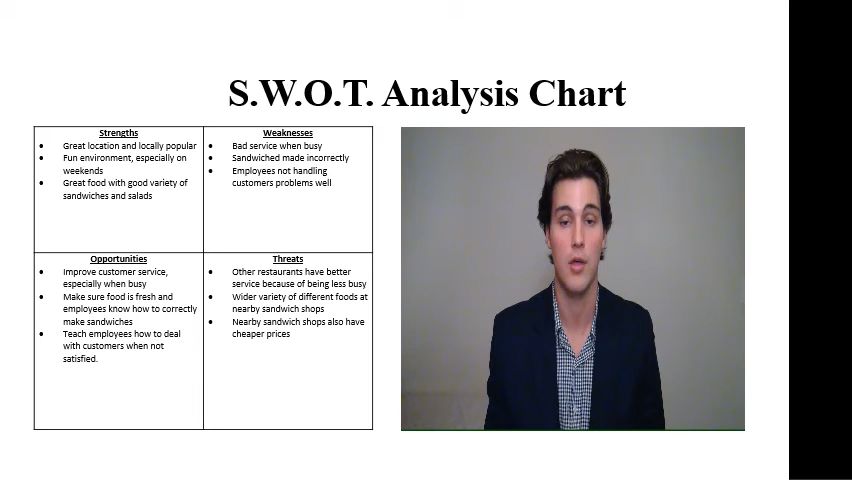 S.W.O.T. Analysis Chart
Strengths
Great location and locally popular
Fun environment, especially on
weekends
Great food with good variety of
sandwiches and salads
Weaknesses
Bad service when busy
Sandwiched made incorrectly
Employees not handling
customers problems well
Opportunities
Improve customer service,
especially when busy
Make sure food is fresh and
employees know how to correctly
make sandwiches
Teach employees how to deal
with customers when not
satisfied.
Threats
Other restaurants have better
service because of being less busy
Wider variety of different foods at
nearby sandwich shops
Nearby sandwich shops also have
cheaper prices